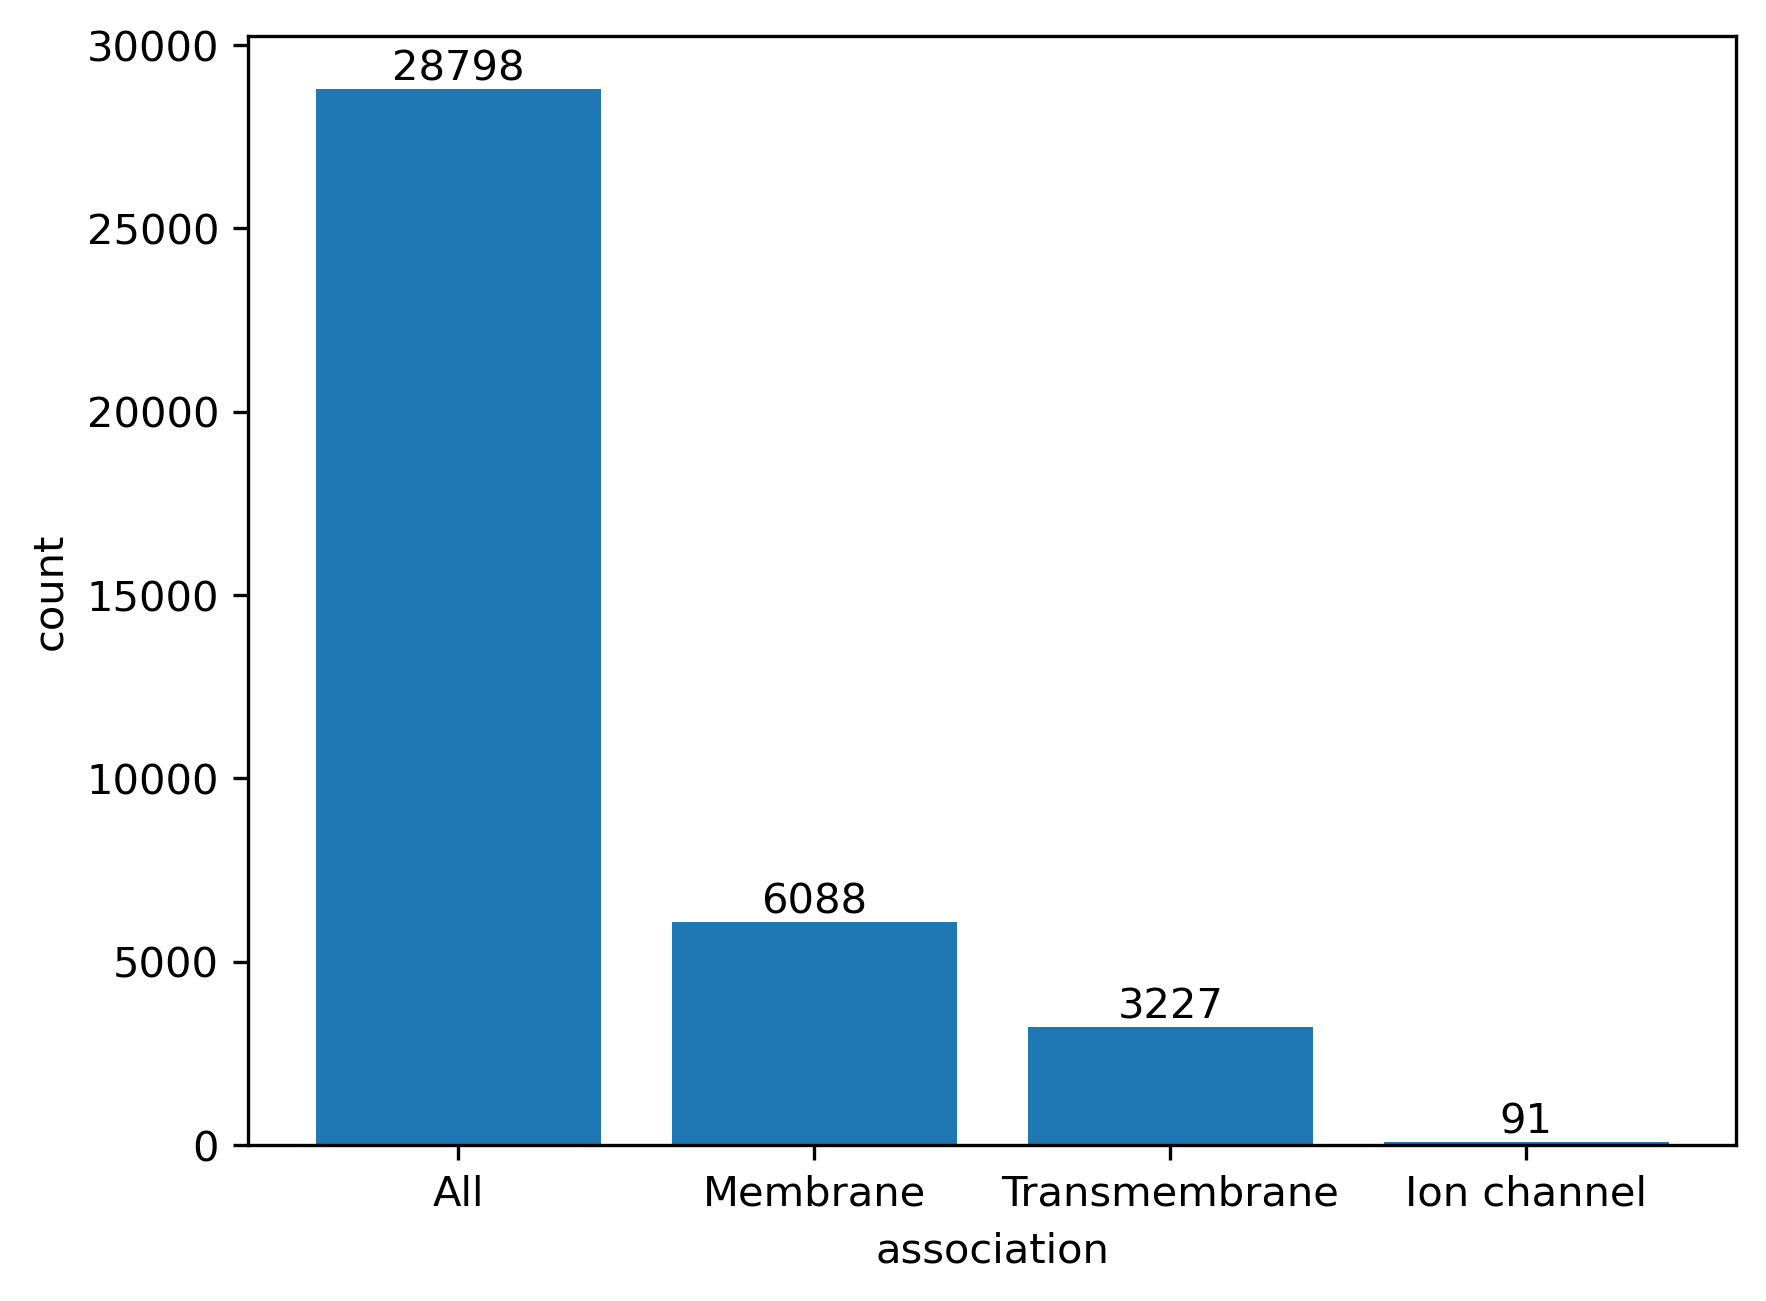 30000
28798
25000
20000
15000
10000
6088
5000
3227
91
0
count
All
Membrane
Transmembrane
Ion channel
association